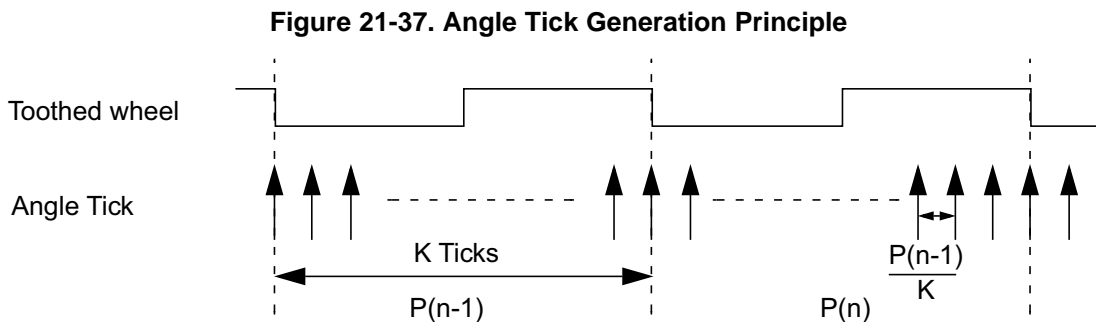 Figure 21-37. Angle Tick Generation Principle
Toothed wheel
Angle Tick
K Ticks
P(n-1)
P(n-1)
K
P(n)